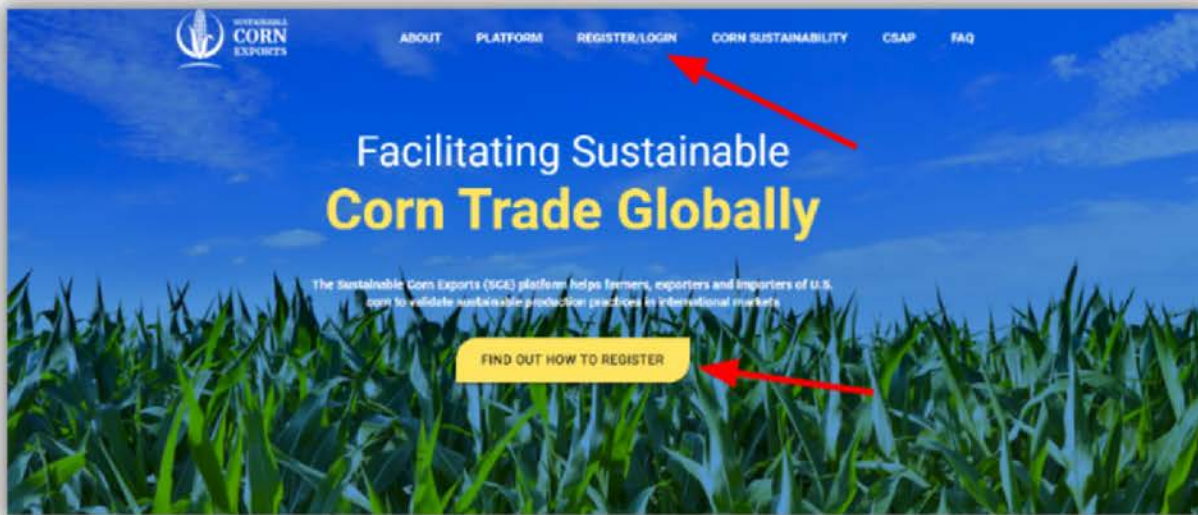 SUSTAINABLE
CORN
EXPORTS
ABOUT PLATFORM REGISTER/LOGIN CORN SUSTAINABILITY CSAP FAQ
Facilitating Sustainable
Corn Trade Globally
The Sustainable Corn Exports (SCE) platform helps farmers, exporters and importers of U.S.
corn to validate sustainable production practices in international markets
FIND OUT HOW TO REGISTER